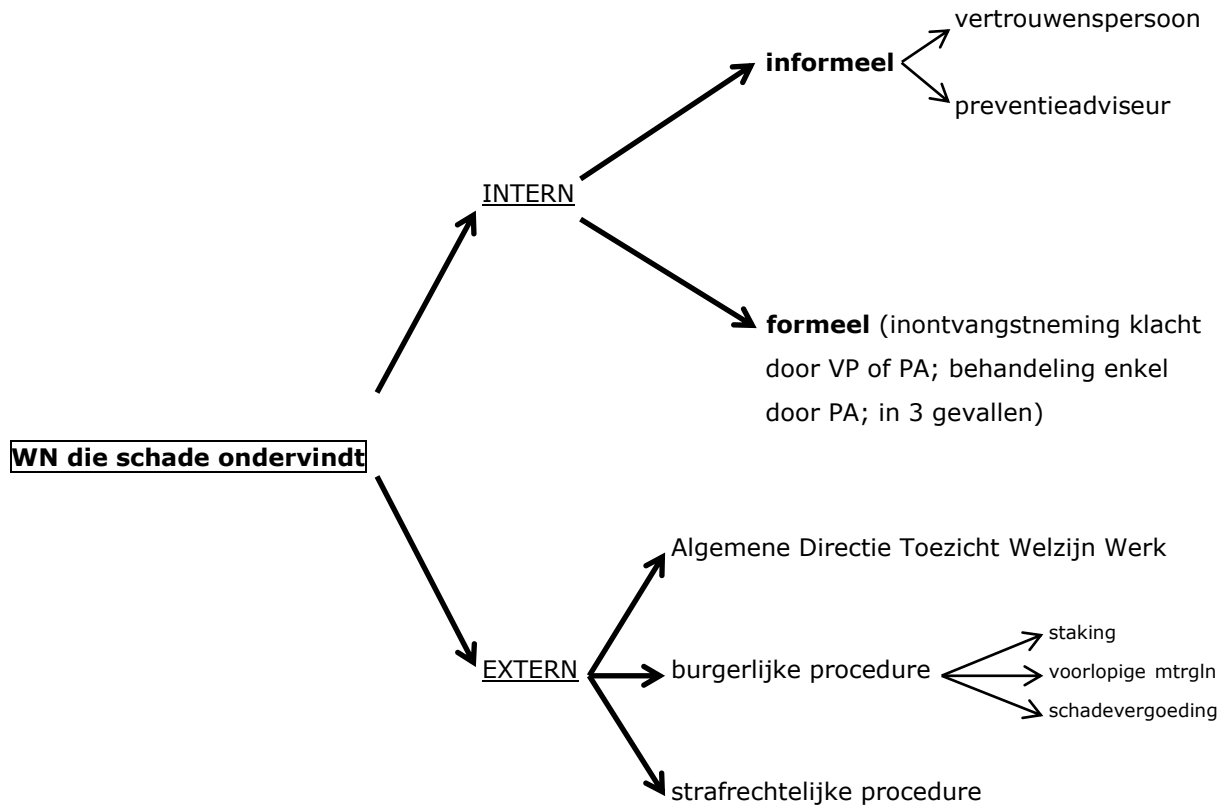 vertrouwenspersoon
informeel
preventieadviseur
INTERN
formeel (inontvangstneming klacht
door VP of PA; behandeling enkel
door PA; in 3 gevallen)
WN die schade ondervindt
Algemene Directie Toezicht Welzijn Werk
staking
EXTERN
burgerlijke procedure
voorlopige mtrgln
schadevergoeding
strafrechtelijke procedure